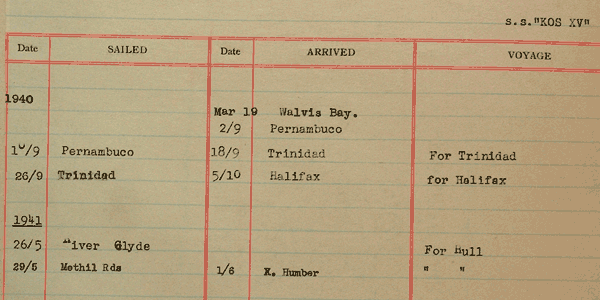 s.s."KOS XV"
Date SAILED Date ARRIVED VOYAGE
1940
Mar 19 Walvis Bay.
2/9 Pernambuco
10/9 Pernambuco 18/9 Trinidad For Trinidad
26/9 Trinidad 5/10 Halifax for Halifax
1941
26/5 River Clyde For Hull
29/5 Methil Rds 1/6 R. Humber " "